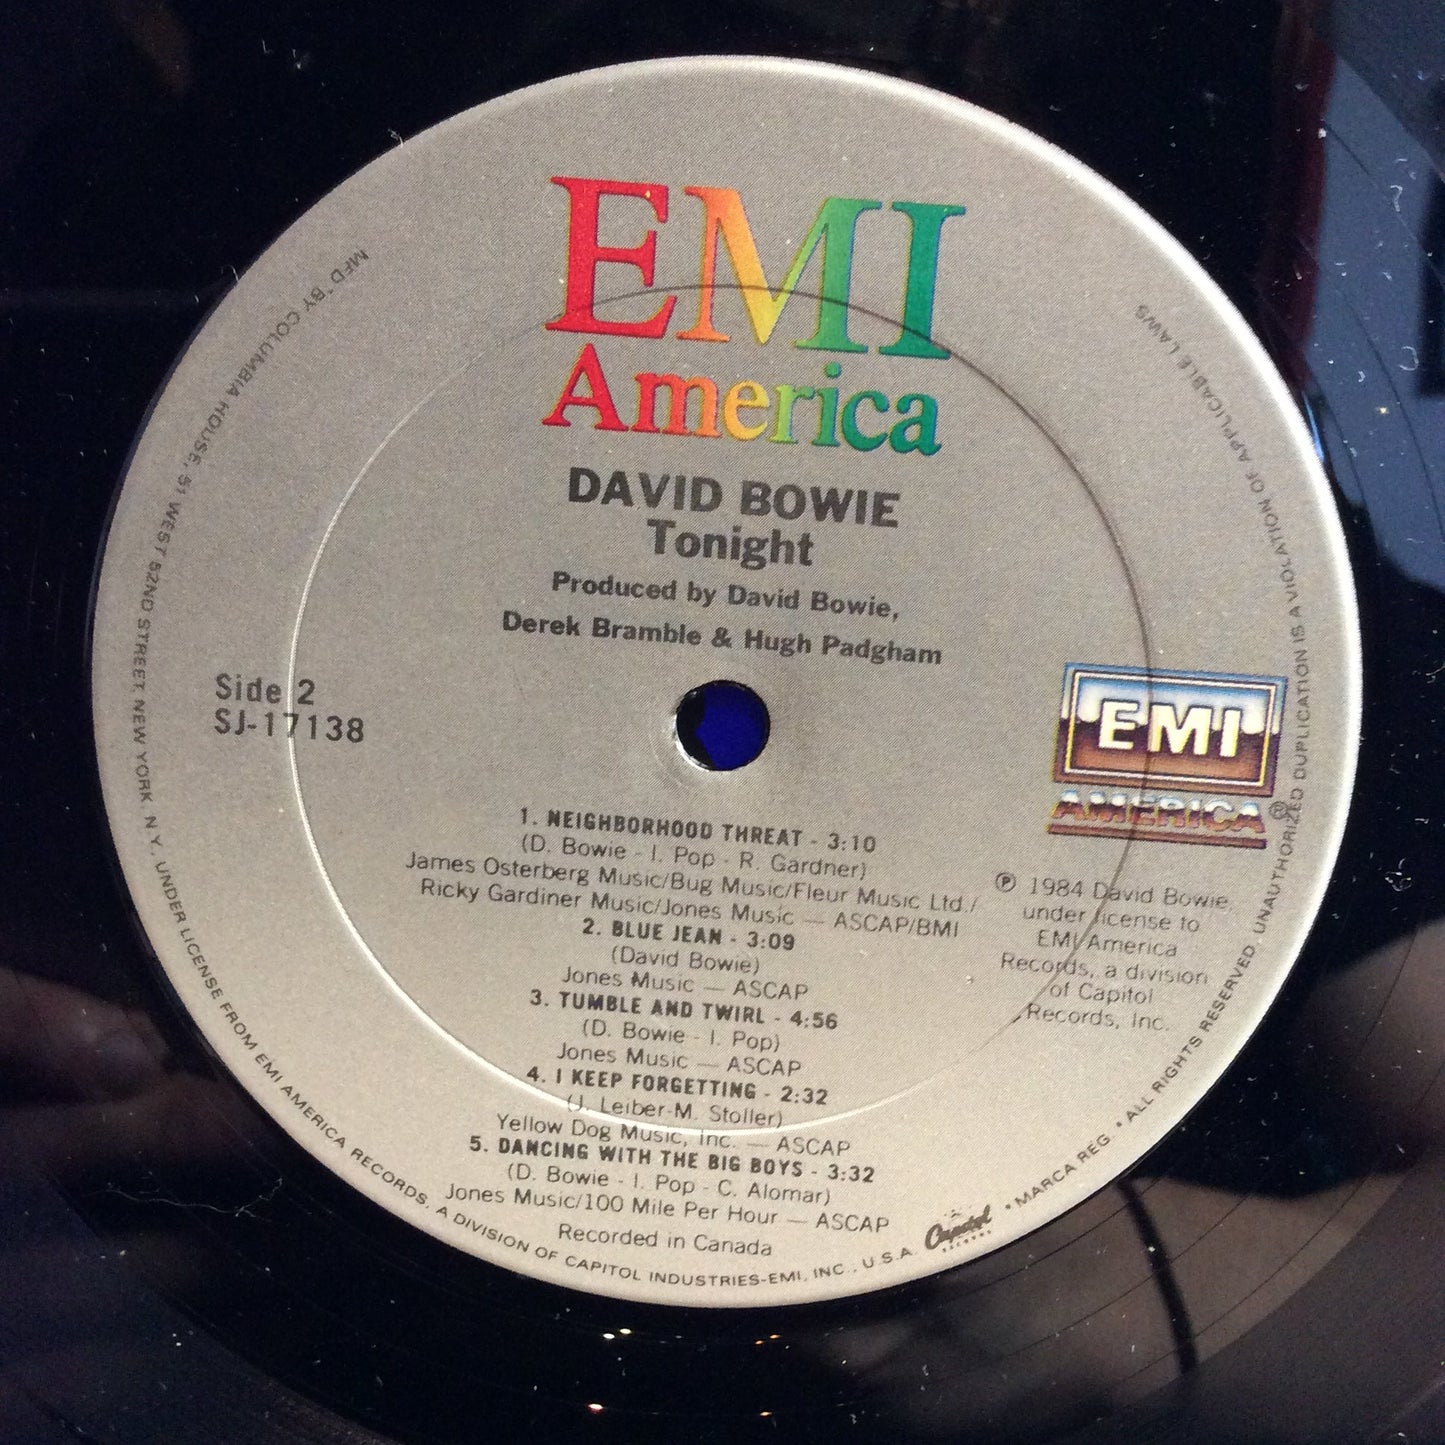 EMI
America
DAVID BOWIE
Tonight
Produced by David Bowie,
Derek Bramble & Hugh Padgham
Side 2
SJ-17138
EMI
AMERICA®
1. NEIGHBORHOOD THREAT - 3:10
(D. Bowie - I. Pop - R. Gardner)
James Osterberg Music/Bug Music/Fleur Music Ltd./
Ricky Gardiner Music/Jones Music — ASCAP/BMI
2. BLUE JEAN - 3:09
(David Bowie)
Jones Music — ASCAP
3. TUMBLE AND TWIRL - 4:56
(D. Bowie - I. Pop)
Jones Music — ASCAP
4. I KEEP FORGETTING - 2:32
(J. Leiber-M. Stoller)
Yellow Dog Music, Inc. — ASCAP
5. DANCING WITH THE BIG BOYS - 3:32
(D. Bowie - I. Pop - C. Alomar)
Jones Music/100 Mile Per Hour — ASCAP
Recorded in Canada
℗ 1984 David Bowie,
under license to
EMI America
Records, a division
of Capitol
Records, Inc.
MFD. BY COLUMBIA HOUSE, 51 WEST 52ND STREET, NEW YORK, N.Y., UNDER LICENSE FROM EMI AMERICA RECORDS, A DIVISION OF CAPITOL INDUSTRIES-EMI, INC., U.S.A. Capitol RECORDS • MARCA REG. • ALL RIGHTS RESERVED. UNAUTHORIZED DUPLICATION IS A VIOLATION OF APPLICABLE LAWS